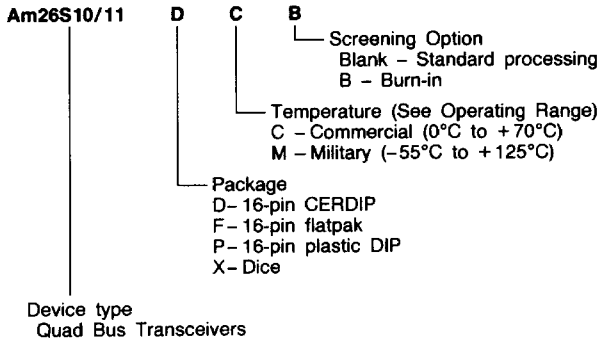 Am26S10/11 D C B
Screening Option
Blank – Standard processing
B – Burn-in
Temperature (See Operating Range)
C – Commercial (0°C to +70°C)
M – Military (–55°C to +125°C)
Package
D– 16-pin CERDIP
F – 16-pin flatpak
P – 16-pin plastic DIP
X– Dice
Device type
Quad Bus Transceivers